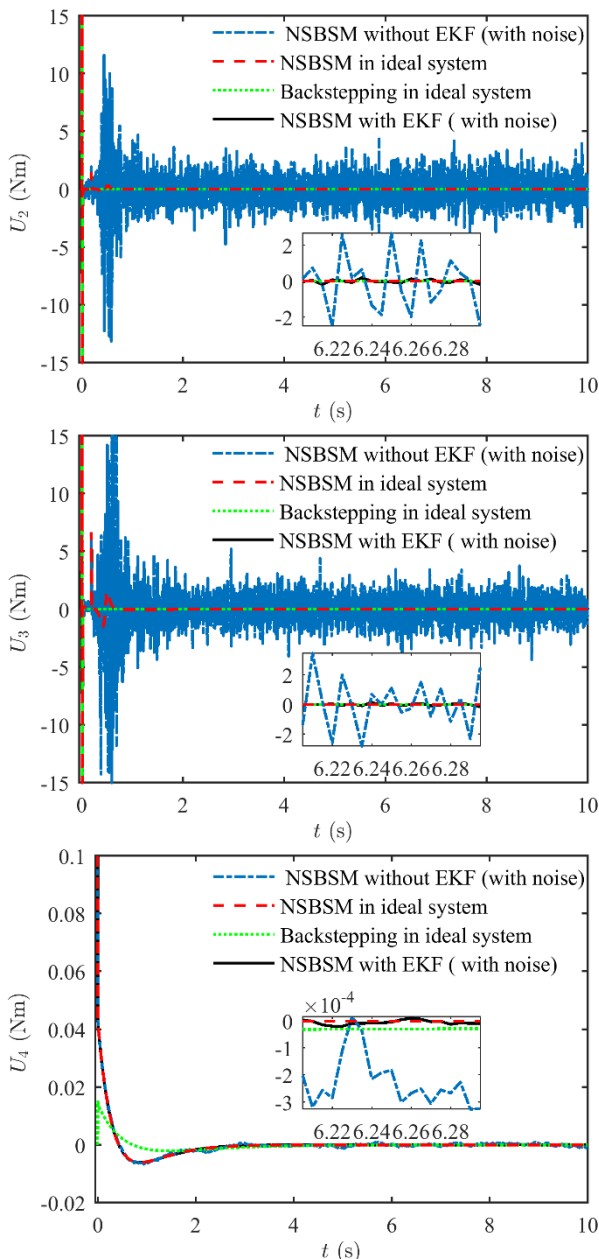 15
NSBSM without EKF (with noise)
NSBSM in ideal system
Backstepping in ideal system
NSBSM with EKF ( with noise)
10
5
0
-5
-10
-15
U2 (Nm)
2
0
-2
6.22 6.24 6.26 6.28
0 2 4 6 8 10
t (s)
15
NSBSM without EKF (with noise)
NSBSM in ideal system
Backstepping in ideal system
NSBSM with EKF ( with noise)
10
5
0
-5
-10
-15
U3 (Nm)
2
0
-2
6.22 6.24 6.26 6.28
0 2 4 6 8 10
t (s)
0.1
NSBSM without EKF (with noise)
NSBSM in ideal system
Backstepping in ideal system
NSBSM with EKF ( with noise)
0.08
0.06
0.04
0.02
0
-0.02
U4 (Nm)
×10-4
0
-1
-2
-3
6.22 6.24 6.26 6.28
0 2 4 6 8 10
t (s)